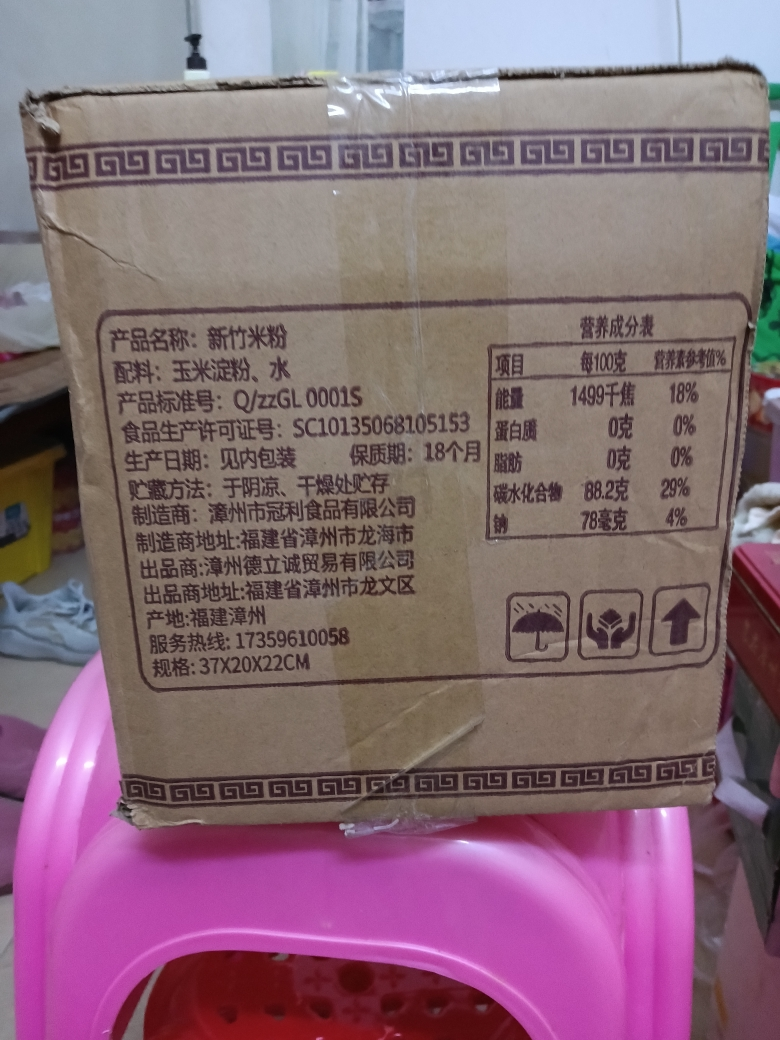 产品名称：新竹米粉
配料：玉米淀粉、水
产品标准号：Q/zzGL 0001S
食品生产许可证号：SC10135068105153
生产日期：见内包装 保质期：18个月
贮藏方法：于阴凉、干燥处贮存
制造商：漳州市冠利食品有限公司
制造商地址:福建省漳州市龙海市
出品商:漳州德立诚贸易有限公司
出品商地址:福建省漳州市龙文区
产地:福建漳州
服务热线:17359610058
规格:37X20X22CM
营养成分表
项目 每100克 营养素参考值%
能量 1499千焦 18%
蛋白质 0克 0%
脂肪 0克 0%
碳水化合物 88.2克 29%
钠 78毫克 4%